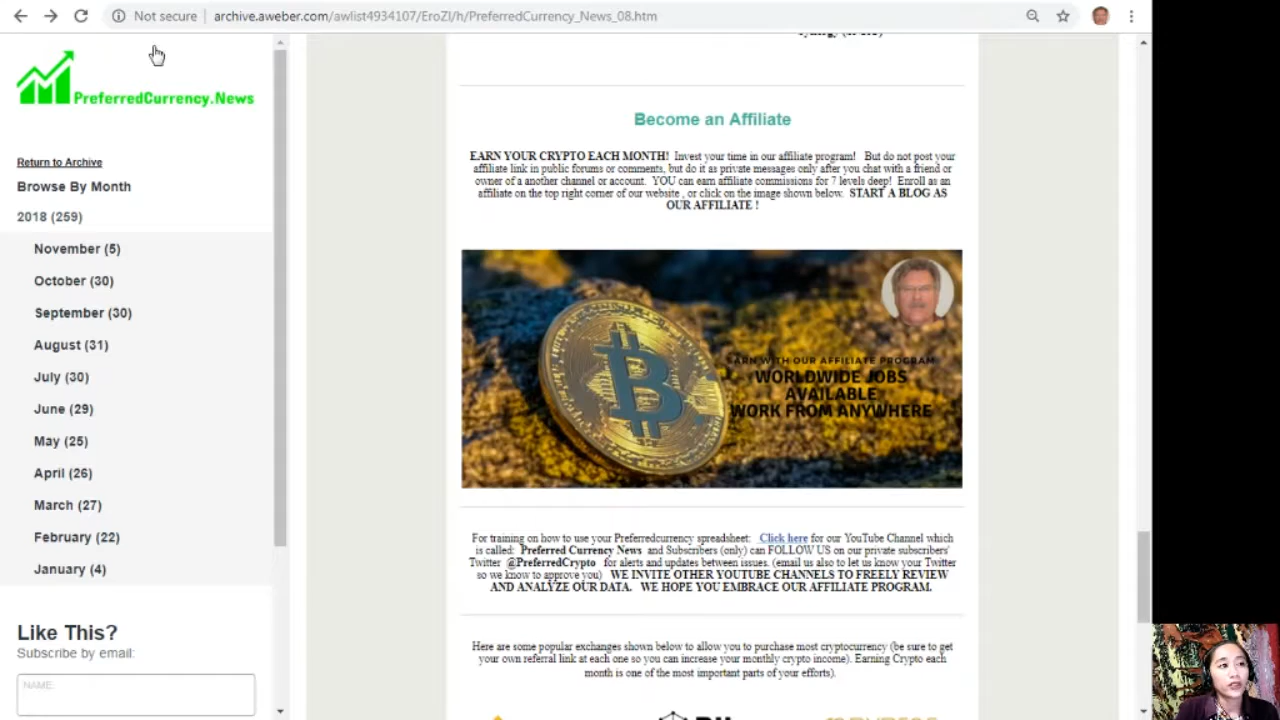 Not secure
archive.aweber.com/awlist4934107/EroZI/h/PreferredCurrency_News_08.htm
PreferredCurrency.News
Return to Archive
Browse By Month
2018 (259)
November (5)
October (30)
September (30)
August (31)
July (30)
June (29)
May (25)
April (26)
March (27)
February (22)
January (4)
Like This?
Subscribe by email:
NAME
Become an Affiliate
EARN YOUR CRYPTO EACH MONTH! Invest your time in our affiliate program! But do not post your
affiliate link in public forums or comments, but do it as private messages only after you chat with a friend or
owner of a another channel or account. YOU can earn affiliate commissions for 7 levels deep! Enroll as an
affiliate on the top right corner of our website , or click on the image shown below. START A BLOG AS
OUR AFFILIATE !
EARN WITH OUR AFFILIATE PROGRAM
WORLDWIDE JOBS
AVAILABLE
WORK FROM ANYWHERE
For training on how to use your Preferredcurrency spreadsheet: Click here for our YouTube Channel which
is called: Preferred Currency News and Subscribers (only) can FOLLOW US on our private subscribers'
Twitter @PreferredCrypto for alerts and updates between issues. (email us also to let us know your Twitter
so we know to approve you) WE INVITE OTHER YOUTUBE CHANNELS TO FREELY REVIEW
AND ANALYZE OUR DATA. WE HOPE YOU EMBRACE OUR AFFILIATE PROGRAM.
Here are some popular exchanges shown below to allow you to purchase most cryptocurrency (be sure to get
your own referral link at each one so you can increase your monthly crypto income). Earning Crypto each
month is one of the most important parts of your efforts).